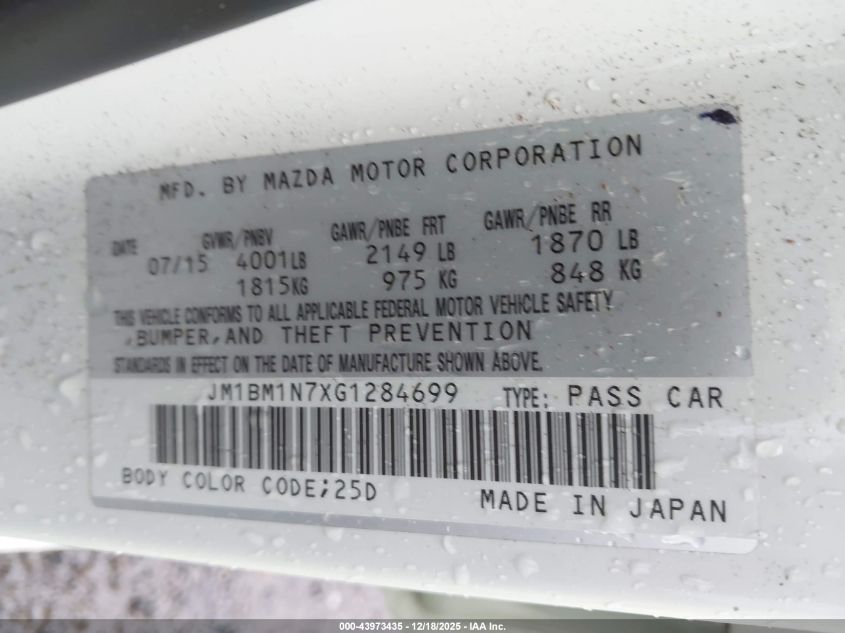 MFD. BY MAZDA MOTOR CORPORATION
DATE GVWR/PNBV GAWR/PNBE FRT GAWR/PNBE RR
07/15 4001LB 2149 LB 1870 LB
1815KG 975 KG 848 KG
THIS VEHICLE CONFORMS TO ALL APPLICABLE FEDERAL MOTOR VEHICLE SAFETY
,BUMPER,AND THEFT PREVENTION
STANDARDS IN EFFECT ON THE DATE OF MANUFACTURE SHOWN ABOVE.
JM1BM1N7XG1284699 TYPE: PASS CAR
BODY COLOR CODE;25D MADE IN JAPAN
000-43973435 - 12/18/2025 - IAA Inc.